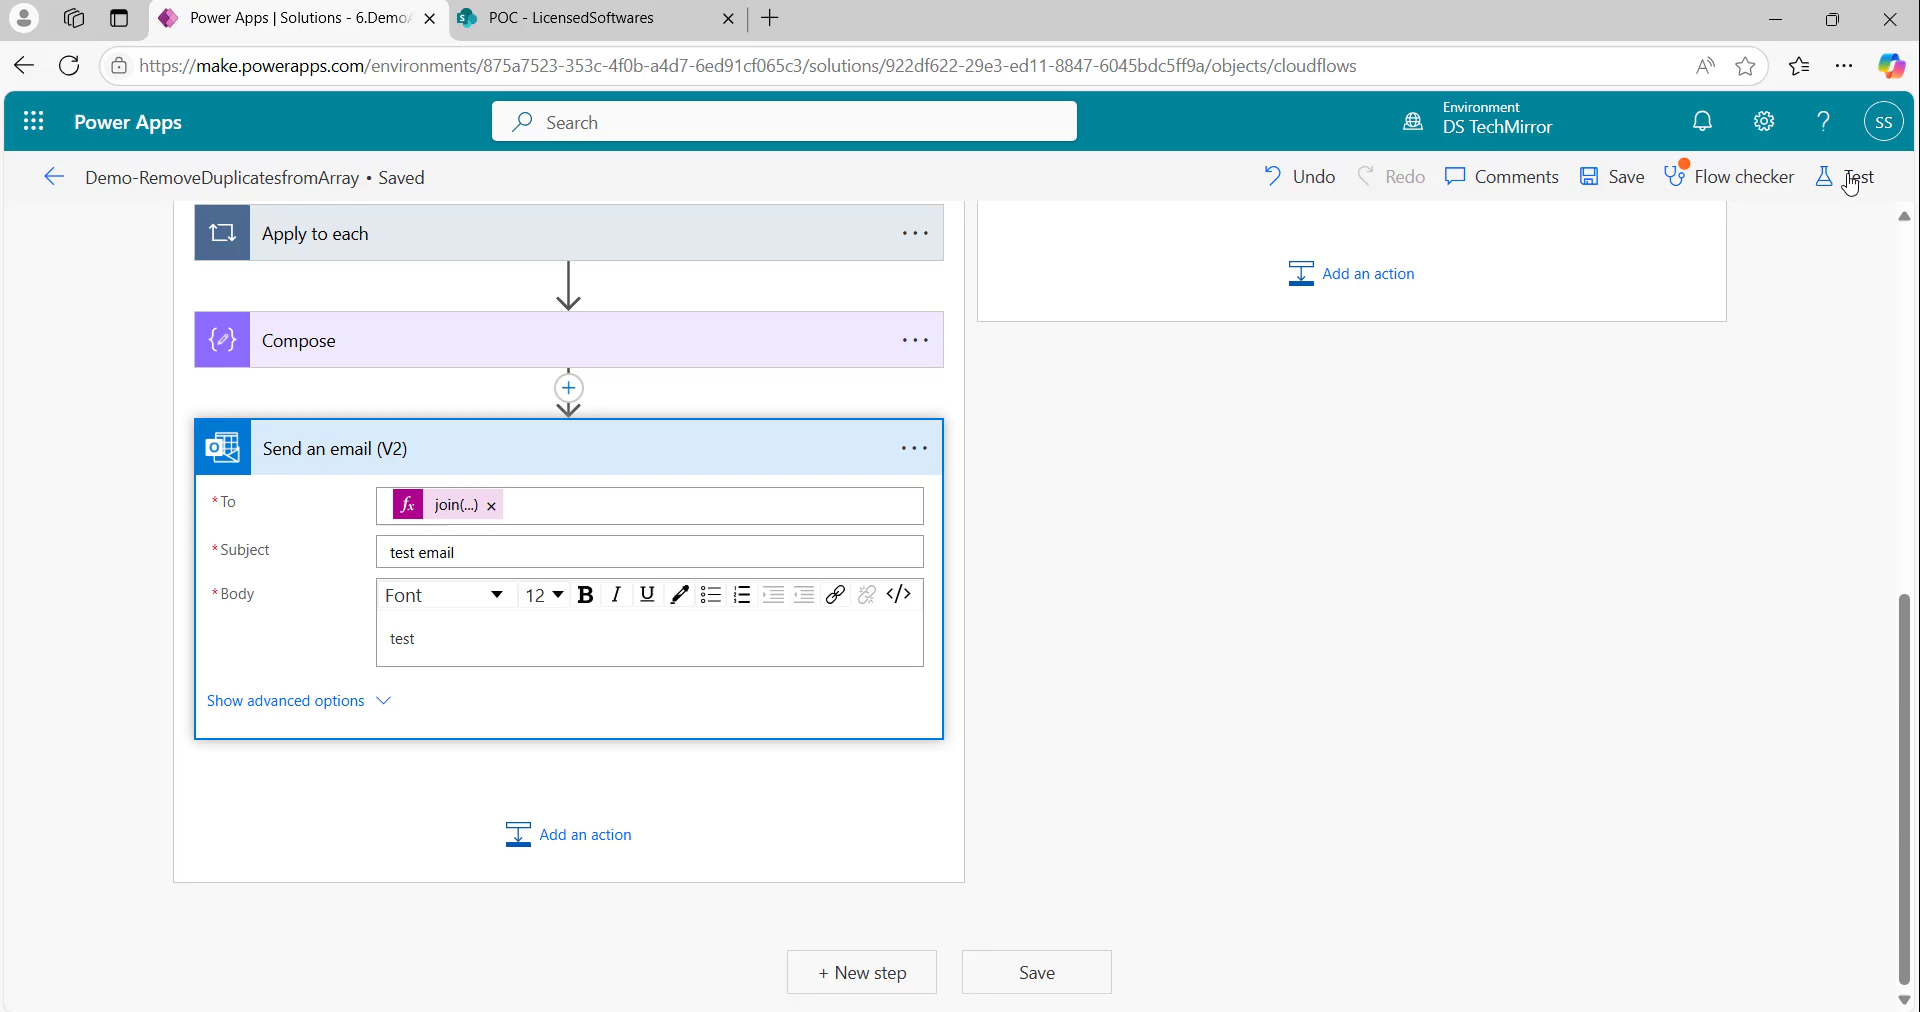 Power Apps | Solutions - 6.Demo
POC - LicensedSoftwares
https://make.powerapps.com/environments/875a7523-353c-4f0b-a4d7-6ed91cf065c3/solutions/922df622-29e3-ed11-8847-6045bdc5ff9a/objects/cloudflows
Power Apps
Search
Environment
DS TechMirror
SS
Demo-RemoveDuplicatesfromArray • Saved
Undo
Redo
Comments
Save
Flow checker
Test
Apply to each
Add an action
Compose
Send an email (V2)
* To
fx join(...) ×
* Subject
test email
* Body
Font
12
B
I
U
</>
test
Show advanced options
Add an action
+ New step
Save